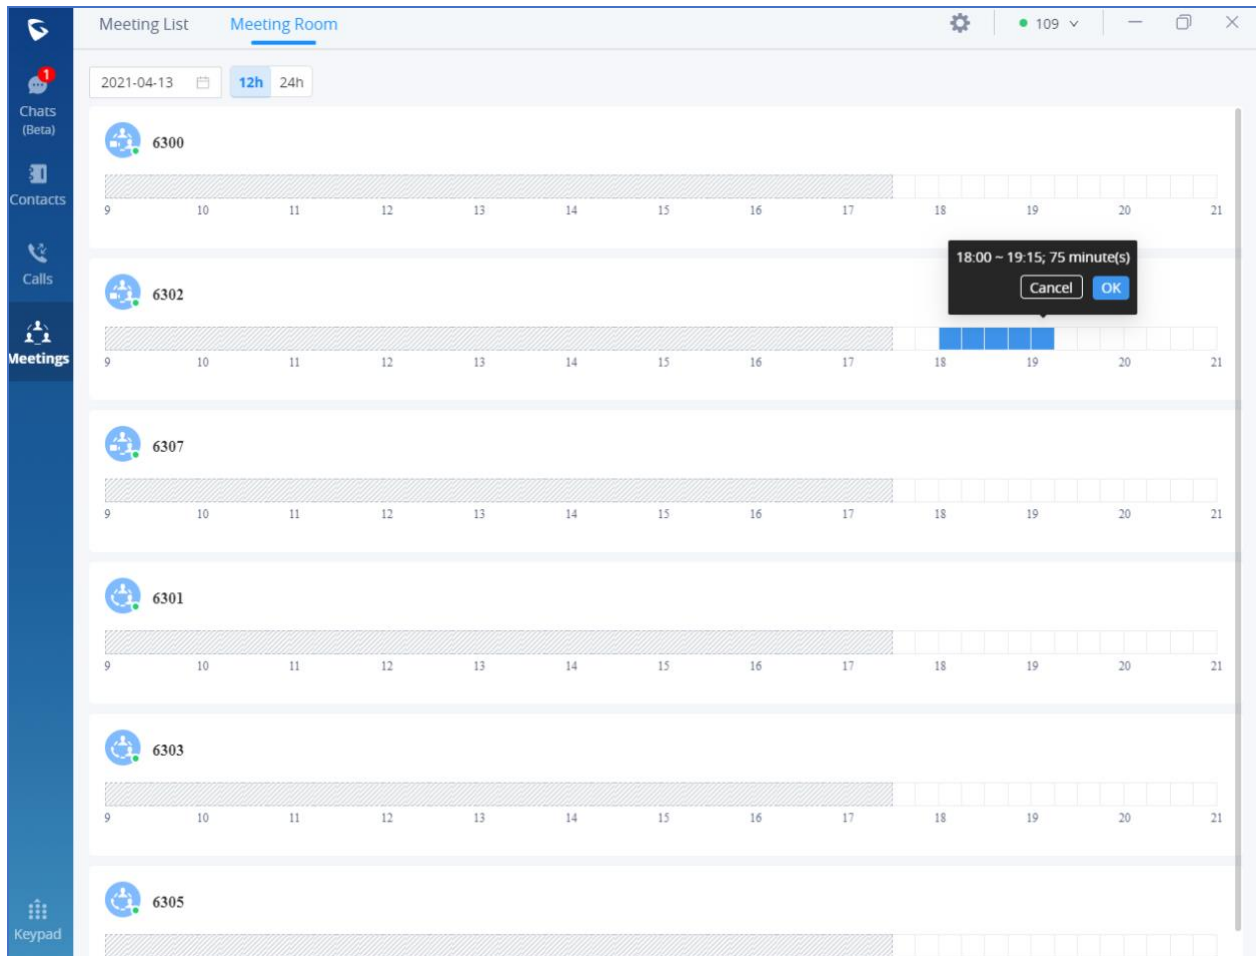 Meeting List Meeting Room 109
1
Chats
(Beta)
Contacts
Calls
Meetings
Keypad
2021-04-13 12h 24h
6300
9 10 11 12 13 14 15 16 17 18 19 20 21
18:00 ~ 19:15; 75 minute(s)
Cancel OK
6302
9 10 11 12 13 14 15 16 17 18 19 20 21
6307
9 10 11 12 13 14 15 16 17 18 19 20 21
6301
9 10 11 12 13 14 15 16 17 18 19 20 21
6303
9 10 11 12 13 14 15 16 17 18 19 20 21
6305